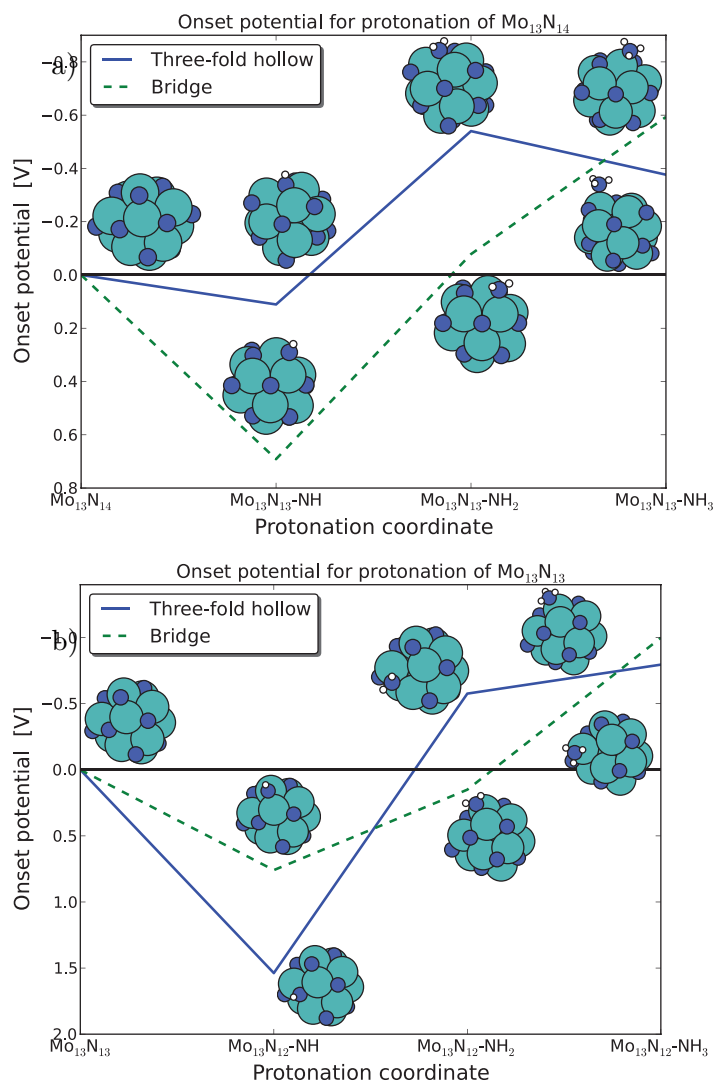 Onset potential for protonation of Mo₁₃N₁₄
a)
Three-fold hollow
Bridge
−0.8
−0.6
−0.4
−0.2
0.0
0.2
0.4
0.6
0.8
Onset potential [V]
Mo₁₃N₁₄
Mo₁₃N₁₃-NH
Mo₁₃N₁₃-NH₂
Mo₁₃N₁₃-NH₃
Protonation coordinate
Onset potential for protonation of Mo₁₃N₁₃
b)
Three-fold hollow
Bridge
−1.0
−0.5
0.0
0.5
1.0
1.5
2.0
Onset potential [V]
Mo₁₃N₁₃
Mo₁₃N₁₂-NH
Mo₁₃N₁₂-NH₂
Mo₁₃N₁₂-NH₃
Protonation coordinate